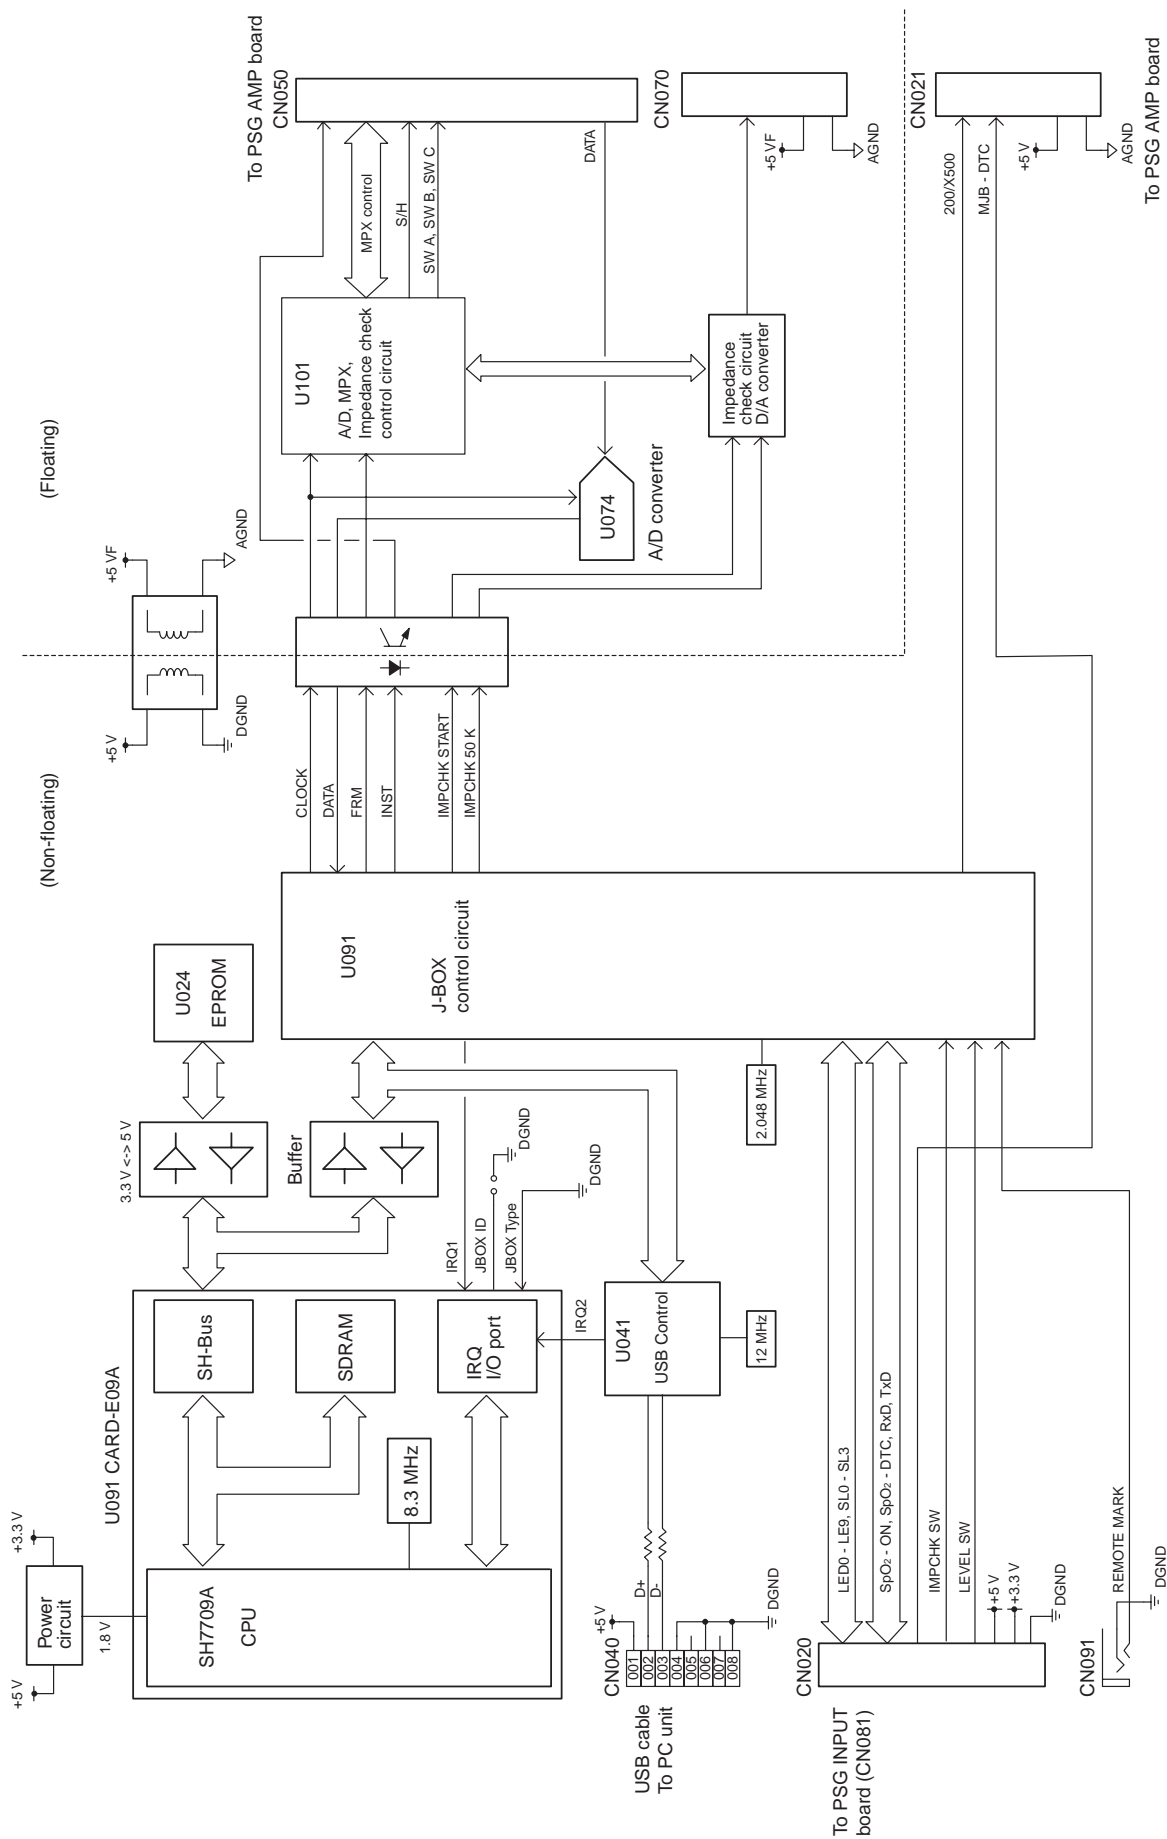 +5 V
Power
circuit
+3.3 V
1.8 V
U091 CARD-E09A
SH7709A
CPU
8.3 MHz
SH-Bus
SDRAM
IRQ
I/O port
3.3 V <-> 5 V
Buffer
U024
EPROM
IRQ1
JBOX ID
DGND
JBOX Type
DGND
IRQ2
U041
USB Control
12 MHz
+5 V
CN040
D+
D-
001
002
003
004
005
006
007
008
DGND
USB cable
To PC unit
U091
J-BOX
control circuit
2.048 MHz
(Non-floating)
(Floating)
+5 V
DGND
+5 VF
AGND
CLOCK
DATA
FRM
INST
IMPCHK START
IMPCHK 50 K
U101
A/D, MPX,
Impedance check
control circuit
U074
A/D converter
Impedance
check circuit
D/A converter
To PSG AMP board
CN050
MPX control
S/H
SW A, SW B, SW C
DATA
CN070
+5 VF
AGND
CN021
200/X500
MJB - DTC
+5 V
AGND
To PSG AMP board
To PSG INPUT
board (CN081)
CN020
LED0 - LE9, SL0 - SL3
SpO2 - ON, SpO2 - DTC, RxD, TxD
IMPCHK SW
LEVEL SW
+5 V
+3.3 V
DGND
CN091
REMOTE MARK
DGND